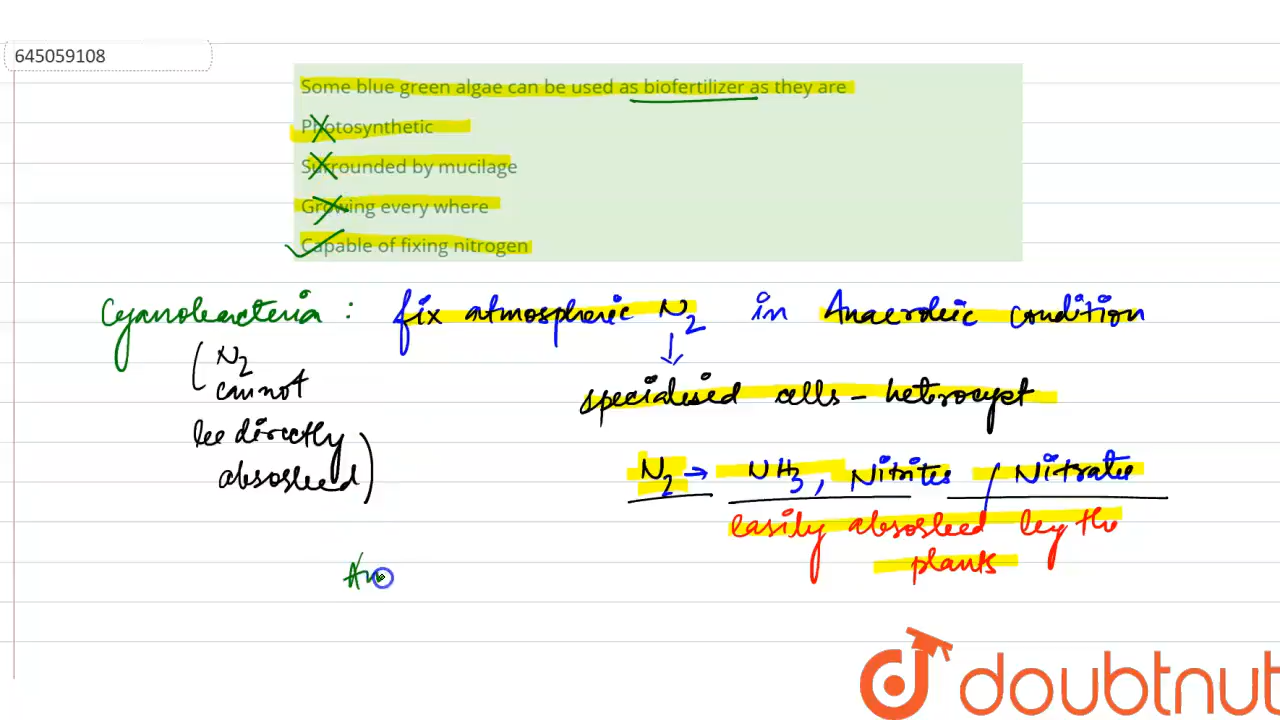 645059108
Some blue green algae can be used as biofertilizer as they are
Photosynthetic
Surrounded by mucilage
Growing every where
Capable of fixing nitrogen
Cyanobacteria : fix atmospheric N2 in Anaerobic condition
(N2
cannot
be directly
absorbed)
specialised cells - heterocyst
N2 → NH3, Nitrites / Nitrates
easily absorbed by the
plants
An
doubtnut